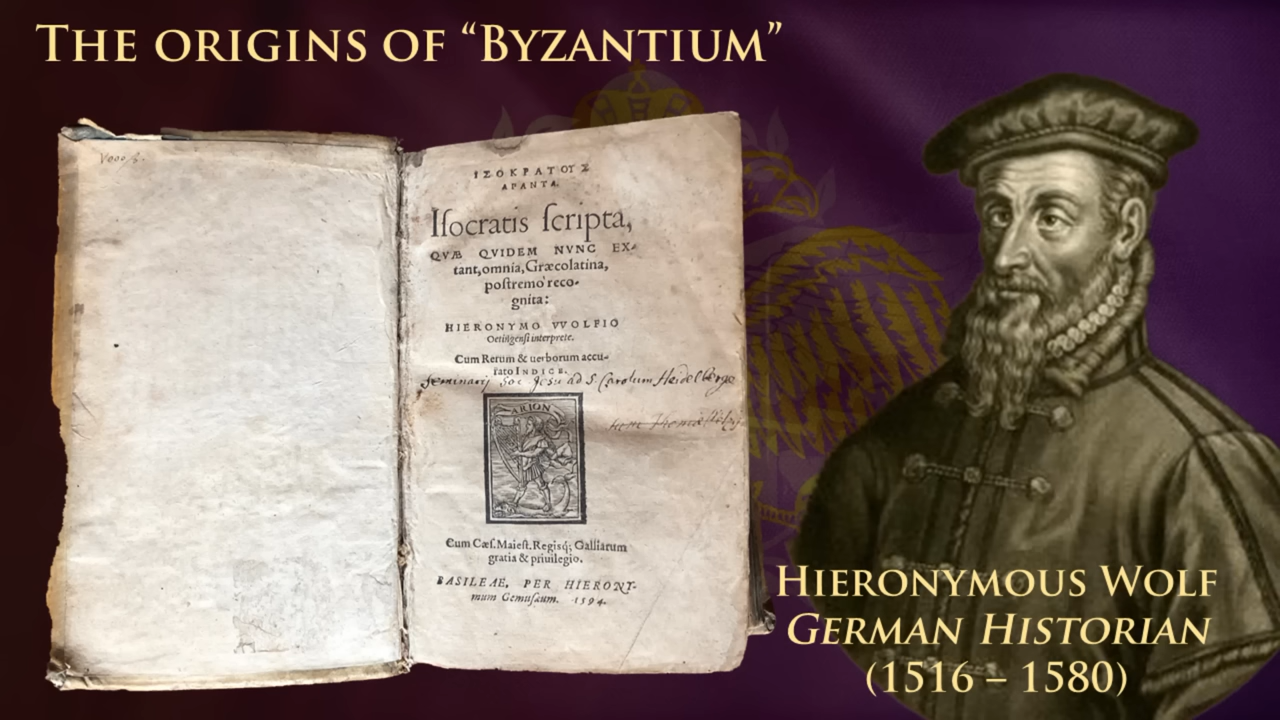 THE ORIGINS OF “BYZANTIUM”
ΙΣΟΚΡΑΤΟΥΣ
ΑΠΑΝΤΑ.
Iſocratis ſcripta,
QVÆ QVIDEM NVNC EX-
tant, omnia, Græcolatina,
poſtremò reco-
gnita:
HIERONYMO VVOLFIO
Oetingenſi interprete.
Cum Rerum & uerborum accu-
rato INDICE.
Seminarij Soc Jesu ad S. Carolum Heidelbergæ
ARION
Cum Cæſ. Maieſt. Regisq́; Galliarum
gratia & priuilegio.
BASILEAE, PER HIERONY-
mum Gemuſæum. 1594.
HIERONYMOUS WOLF
GERMAN HISTORIAN
(1516 – 1580)